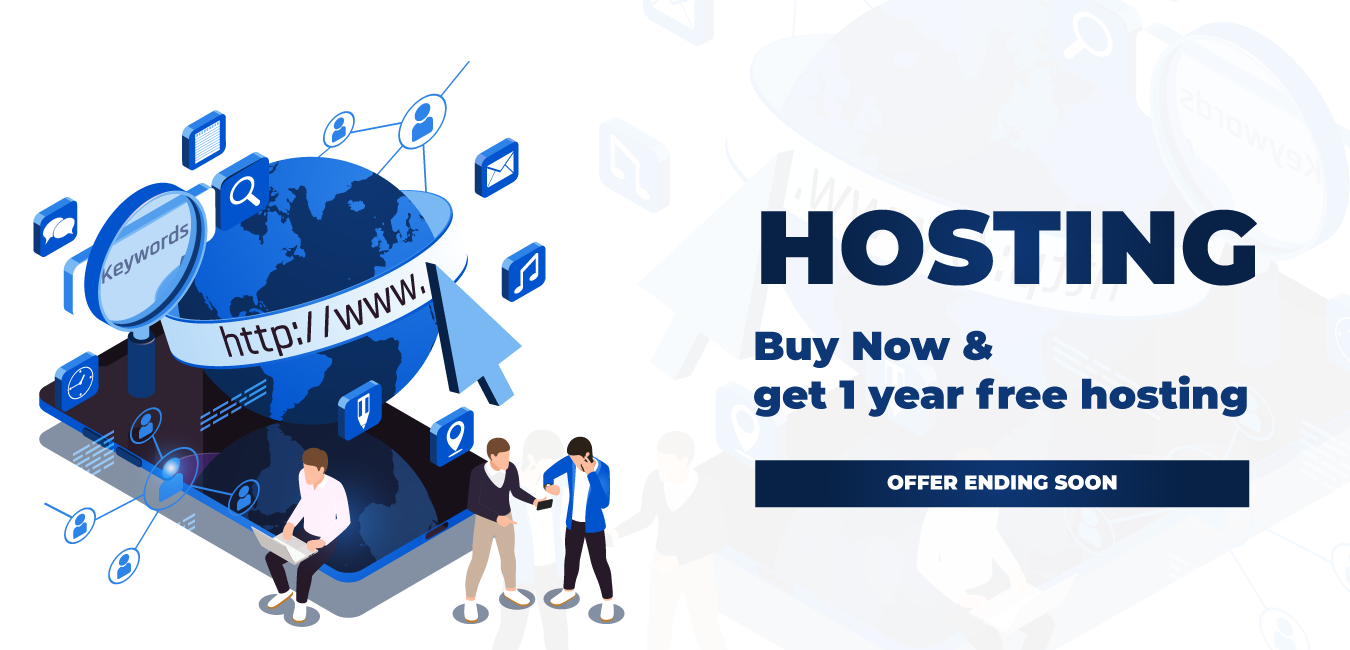 Keywords
http://www.
HOSTING
Buy Now &
get 1 year free hosting
OFFER ENDING SOON